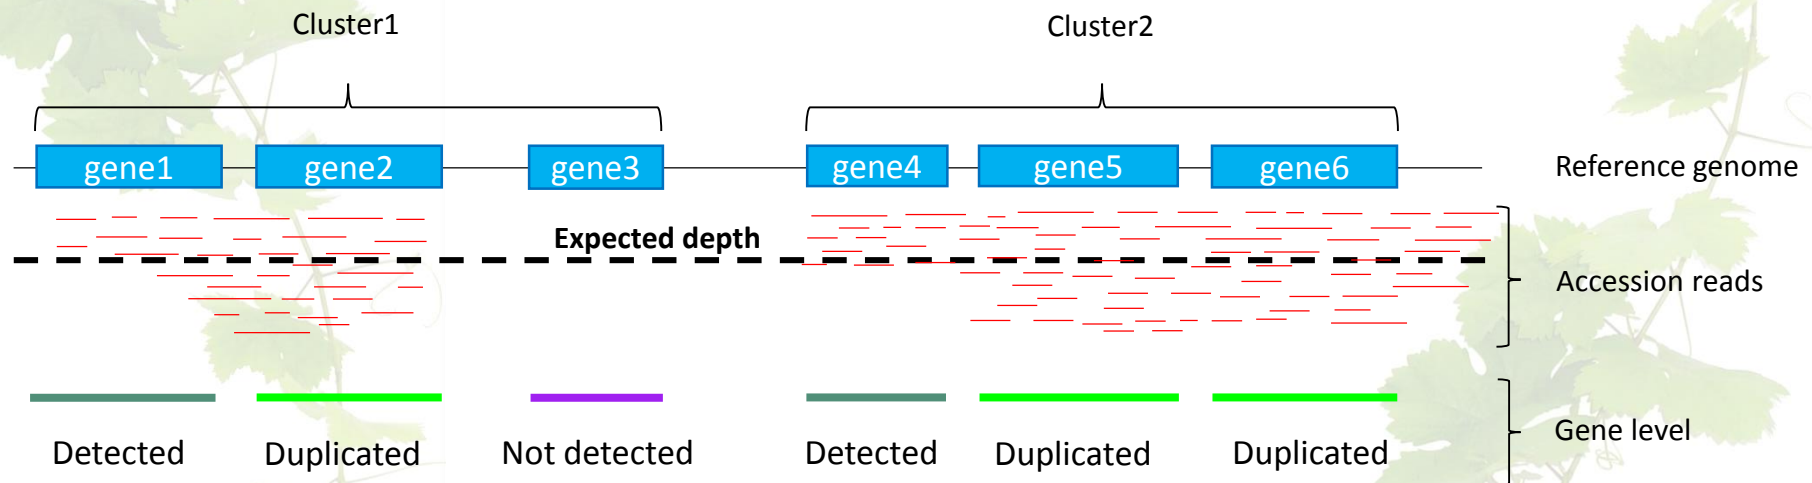 Cluster1 Cluster2
gene1 gene2 gene3 gene4 gene5 gene6 Reference genome
Expected depth
Accession reads
Detected Duplicated Not detected Detected Duplicated Duplicated
Gene level